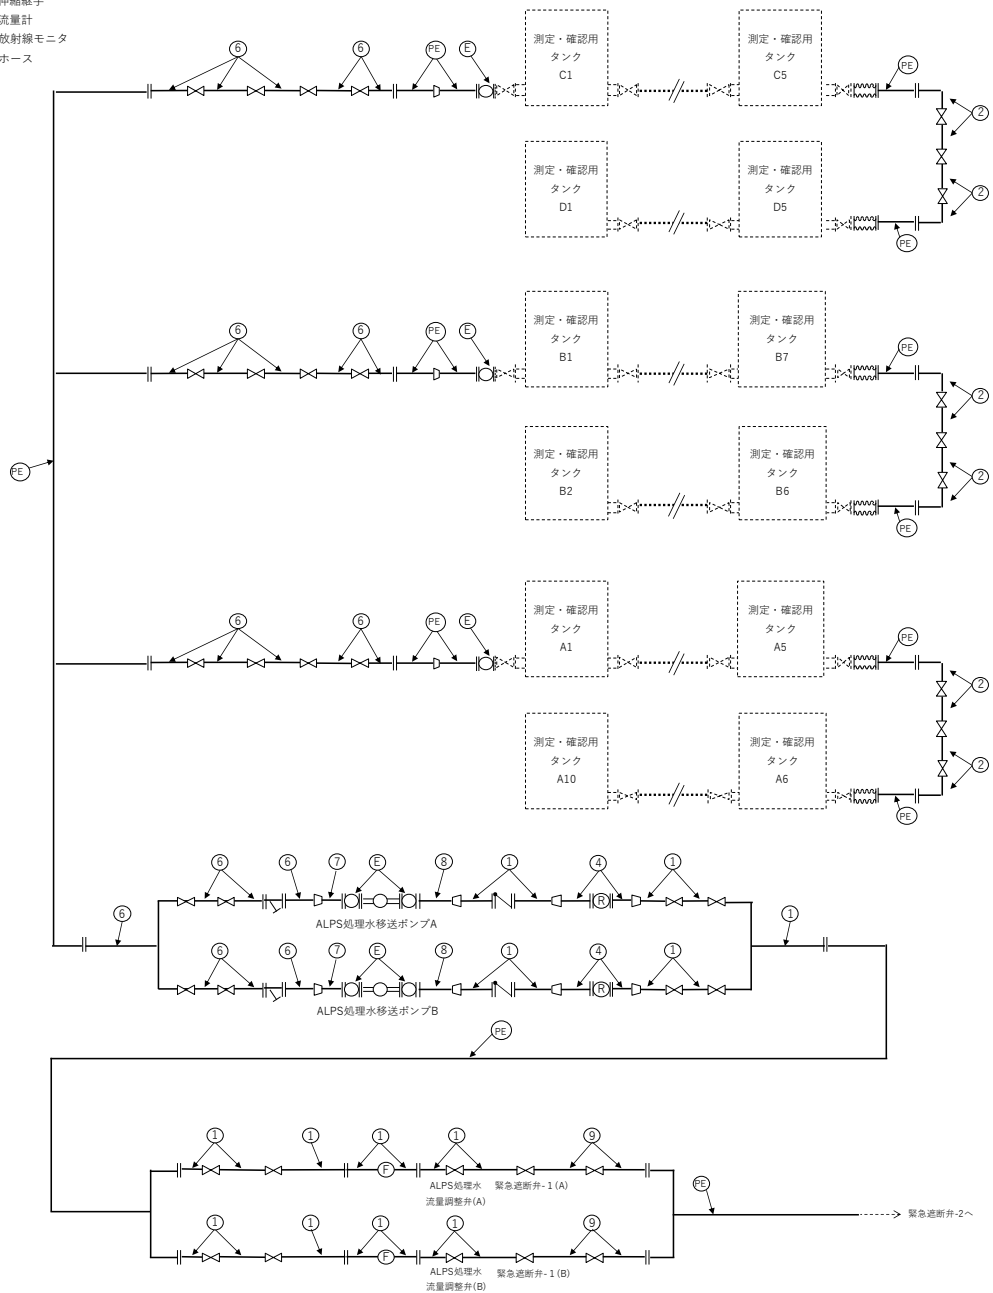 伸縮継手
流量計
放射線モニタ
ホース
6 6 PE E
測定・確認用
タンク
C1
測定・確認用
タンク
C5
PE
2
測定・確認用
タンク
D1
測定・確認用
タンク
D5
2
PE
6 6 PE E
測定・確認用
タンク
B1
測定・確認用
タンク
B7
PE
2
PE
測定・確認用
タンク
B2
測定・確認用
タンク
B6
2
PE
6 6 PE E
測定・確認用
タンク
A1
測定・確認用
タンク
A5
PE
2
測定・確認用
タンク
A10
測定・確認用
タンク
A6
2
PE
6 6 7 E 8 1 4 1
R
ALPS処理水移送ポンプA
6
1
6 6 7 E 8 1 4 1
R
ALPS処理水移送ポンプB
PE
1 1 1 1 9
F
ALPS処理水
流量調整弁(A)
緊急遮断弁-1(A)
PE
緊急遮断弁-2へ
1 1 1 1 9
F
ALPS処理水
流量調整弁(B)
緊急遮断弁-1(B)